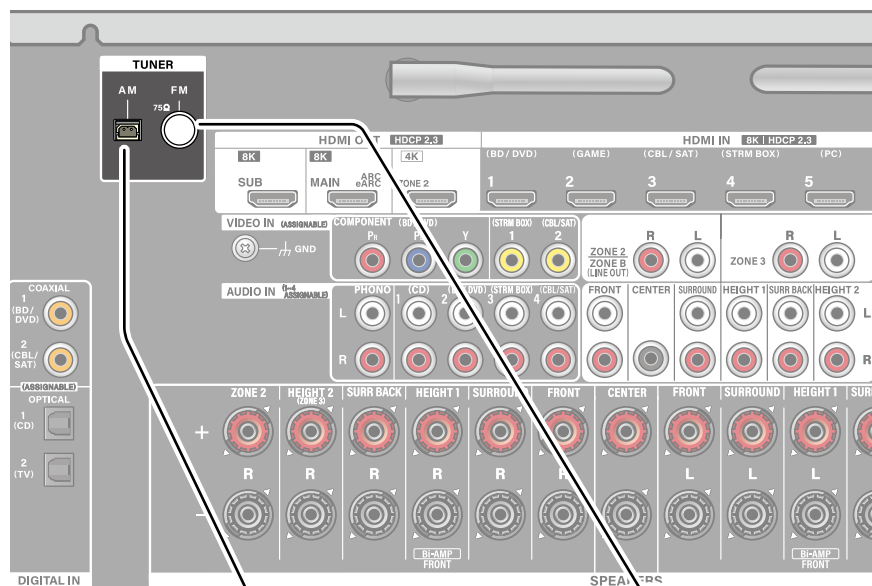 TUNER
AM FM
75Ω
HDMI OUT HDCP 2.3
HDMI IN 8K HDCP 2.3
8K 8K 4K
(BD/DVD) (GAME) (CBL/SAT) (STRM BOX) (PC)
SUB MAIN ARC eARC ZONE 2
1 2 3 4 5
VIDEO IN (ASSIGNABLE) COMPONENT (STRM BOX) (CBL/SAT)
PR Y 1 2
GND
R L R L
ZONE 2
ZONE B
(LINE OUT)
ZONE 3
AUDIO IN (1-4 ASSIGNABLE)
PHONO (CD) (STRM BOX) (CBL/SAT)
1 2 3 4
FRONT CENTER SURROUND HEIGHT 1 SURR BACK HEIGHT 2
L L
R R
COAXIAL
1
(BD/
DVD)
2
(CBL/
SAT)
(ASSIGNABLE)
OPTICAL
1
(CD)
2
(TV)
ZONE 2 HEIGHT 2 SURR BACK HEIGHT 1 SURROUND FRONT CENTER FRONT SURROUND HEIGHT 1
(ZONE 3)
+
R R R R R R L L L
−
Bi-AMP Bi-AMP
FRONT FRONT
DIGITAL IN SPEAKERS